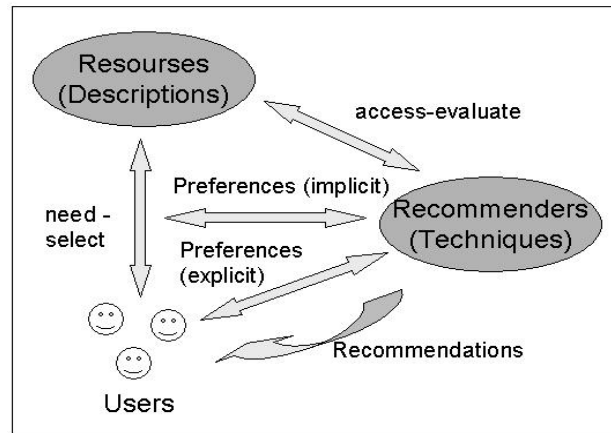 Resourses
(Descriptions)
access-evaluate
Preferences (implicit)
need -
select
Recommenders
(Techniques)
Preferences
(explicit)
Recommendations
Users